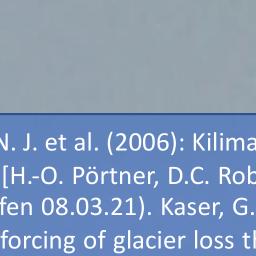 N. J. et al. (2006): Kilima
[H.-O. Pörtner, D.C. Rob
fen 08.03.21). Kaser, G.
forcing of glacier loss th